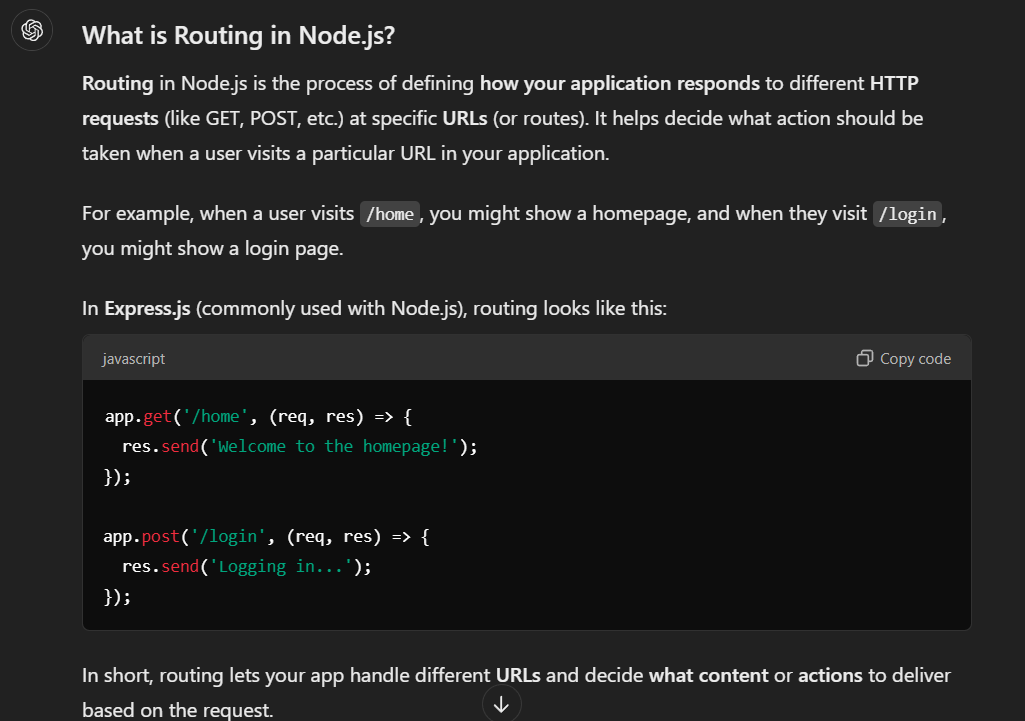 What is Routing in Node.js?
Routing in Node.js is the process of defining how your application responds to different HTTP
requests (like GET, POST, etc.) at specific URLs (or routes). It helps decide what action should be
taken when a user visits a particular URL in your application.
For example, when a user visits /home, you might show a homepage, and when they visit /login,
you might show a login page.
In Express.js (commonly used with Node.js), routing looks like this:
javascript Copy code
app.get('/home', (req, res) => {
  res.send('Welcome to the homepage!');
});
app.post('/login', (req, res) => {
  res.send('Logging in...');
});
In short, routing lets your app handle different URLs and decide what content or actions to deliver
based on the request.